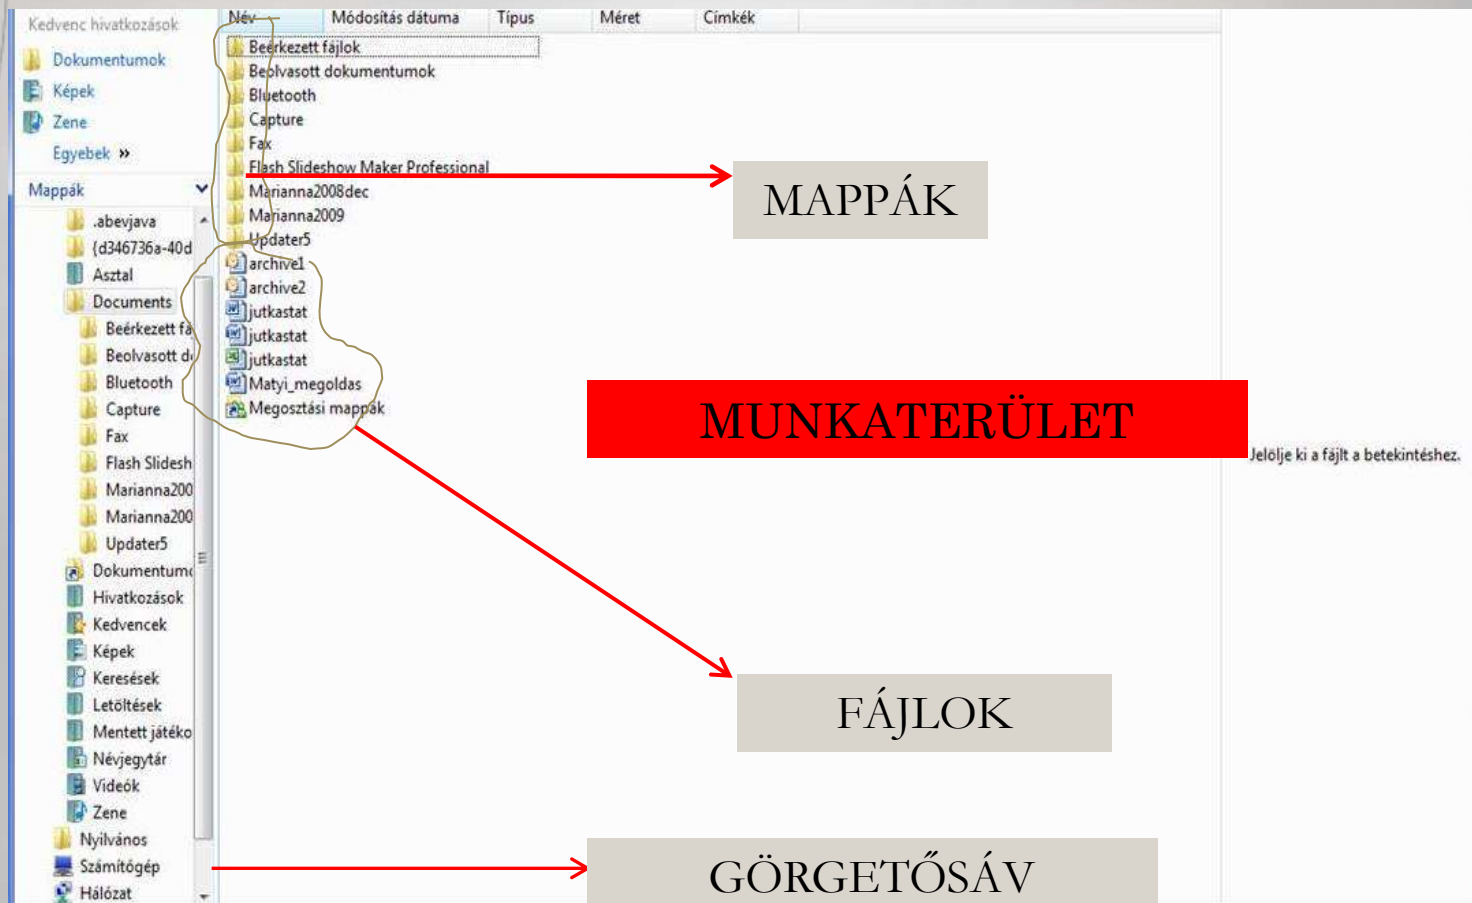 Kedvenc hivatkozások
Dokumentumok
Képek
Zene
Egyebek »
Mappák
.abevjava
{d346736a-40d
Asztal
Documents
Beérkezett fá
Beolvasott d
Bluetooth
Capture
Fax
Flash Slidesh
Marianna200
Marianna200
Updater5
Dokumentum
Hivatkozások
Kedvencek
Képek
Keresések
Letöltések
Mentett játéko
Névjegytár
Videók
Zene
Nyilvános
Számítógép
Hálózat
Név Módosítás dátuma Típus Méret Címkék
Beérkezett fájlok
Beolvasott dokumentumok
Bluetooth
Capture
Fax
Flash Slideshow Maker Professional
Marianna2008dec
Marianna2009
Updater5
archive1
archive2
jutkastat
jutkastat
jutkastat
Matyi_megoldas
Megosztási mappák
MAPPÁK
MUNKATERÜLET
Jelölje ki a fájlt a betekintéshez.
FÁJLOK
GÖRGETŐSÁV